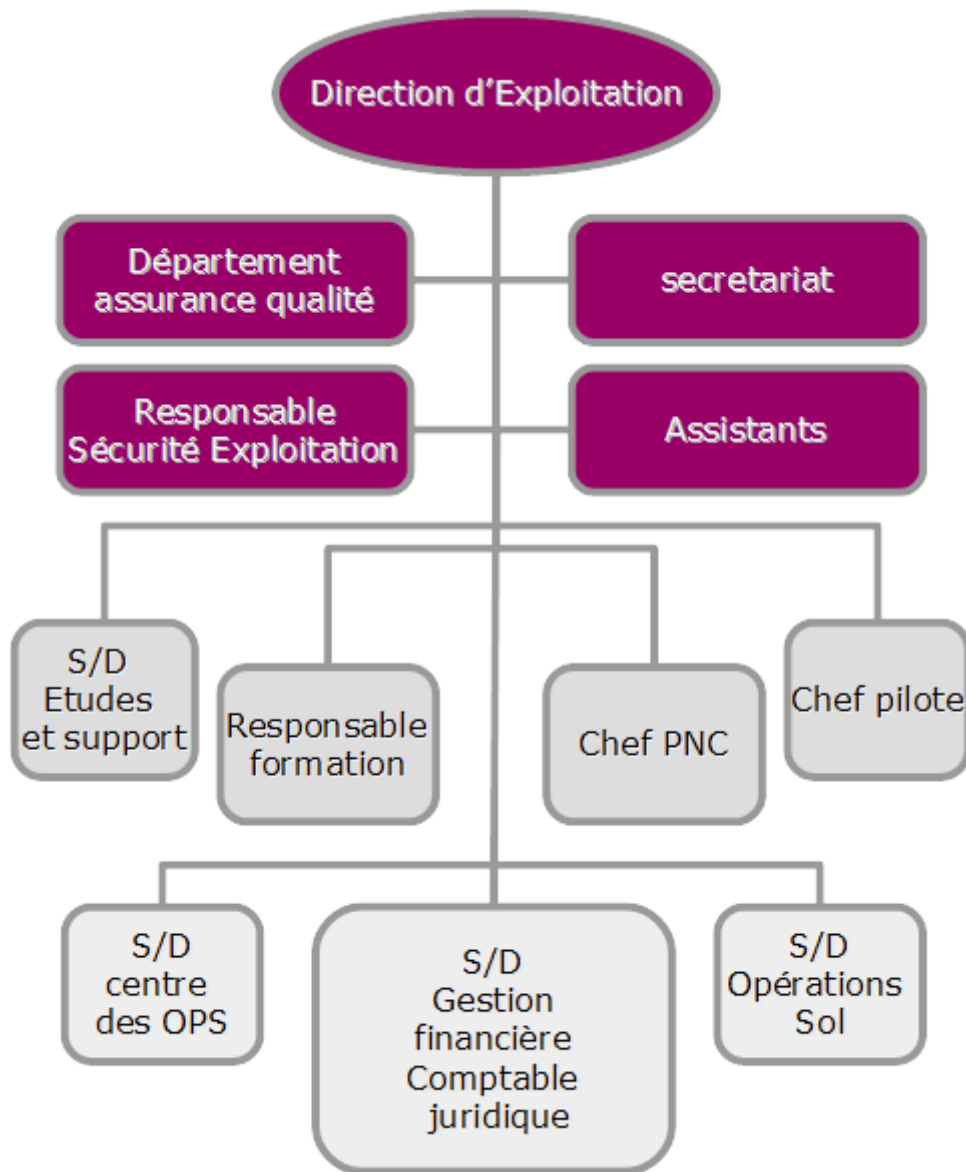 Direction d'Exploitation
Département
assurance qualité
secretariat
Responsable
Sécurité Exploitation
Assistants
S/D
Etudes
et support
Responsable
formation
Chef PNC
Chef pilote
S/D
centre
des OPS
S/D
Gestion
financière
Comptable
juridique
S/D
Opérations
Sol